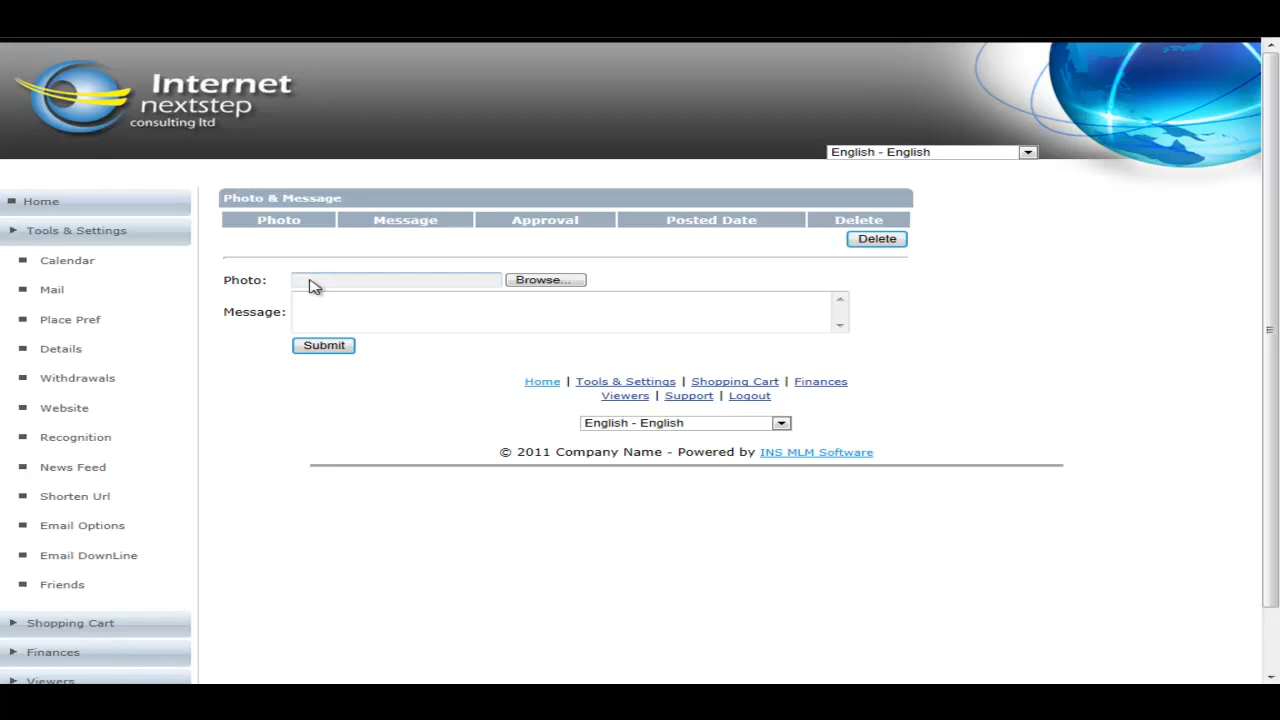 Internet
nextstep
consulting ltd
English - English
Home
Tools & Settings
Calendar
Mail
Place Pref
Details
Withdrawals
Website
Recognition
News Feed
Shorten Url
Email Options
Email DownLine
Friends
Shopping Cart
Finances
Viewers
Photo & Message
Photo Message Approval Posted Date Delete
Delete
Photo: Browse...
Message:
Submit
Home | Tools & Settings | Shopping Cart | Finances
Viewers | Support | Logout
English - English
© 2011 Company Name - Powered by INS MLM Software